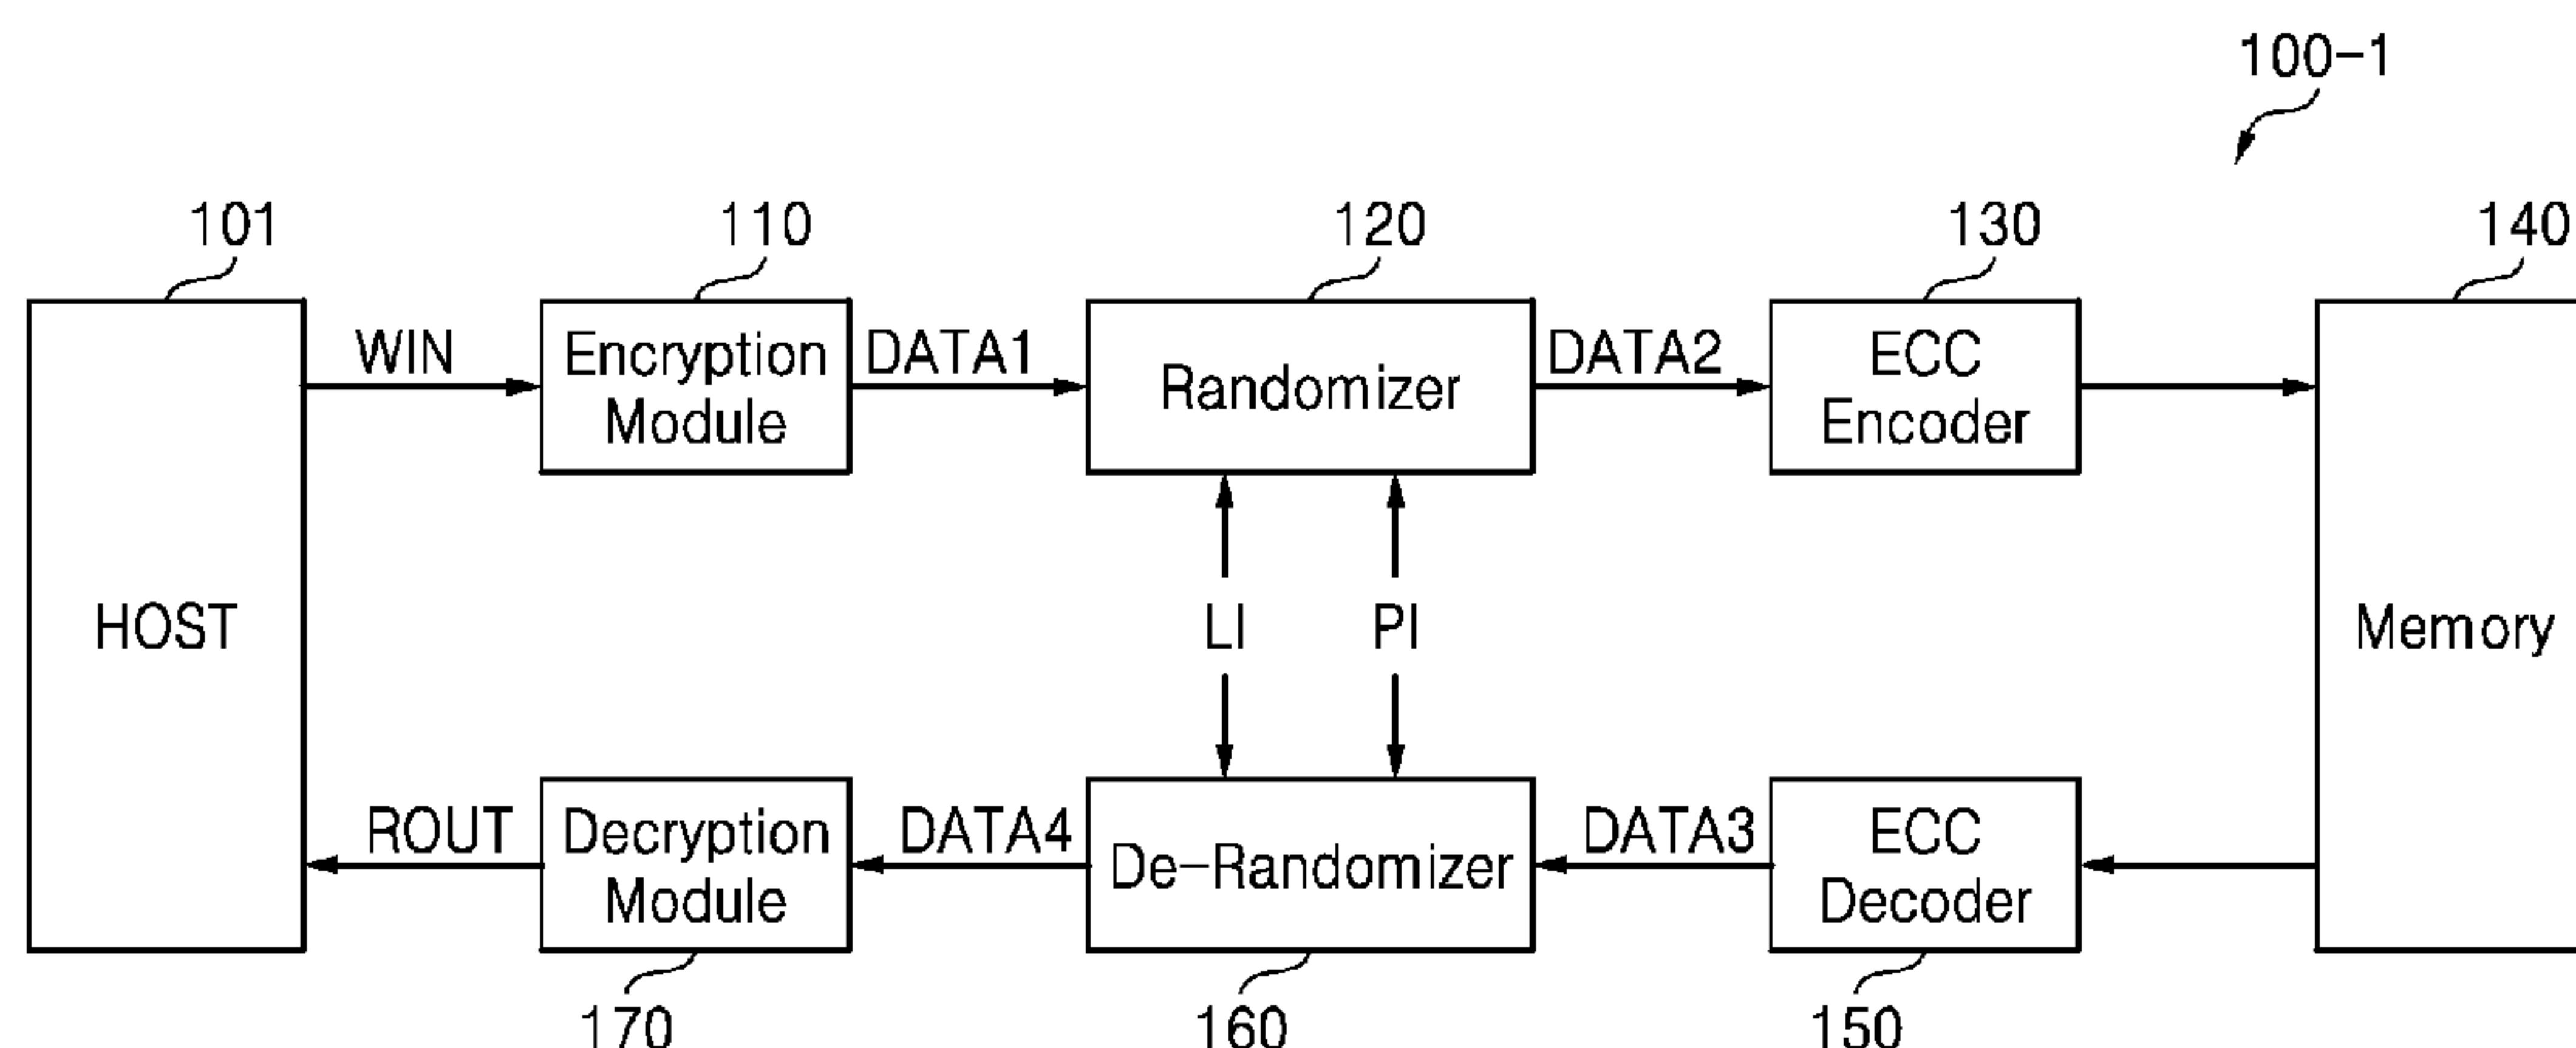 100-1
101
110
120
130
140
WIN
Encryption
Module
DATA1
Randomizer
DATA2
ECC
Encoder
HOST
LI
PI
Memory
ROUT
Decryption
Module
DATA4
De-Randomizer
DATA3
ECC
Decoder
170
160
150